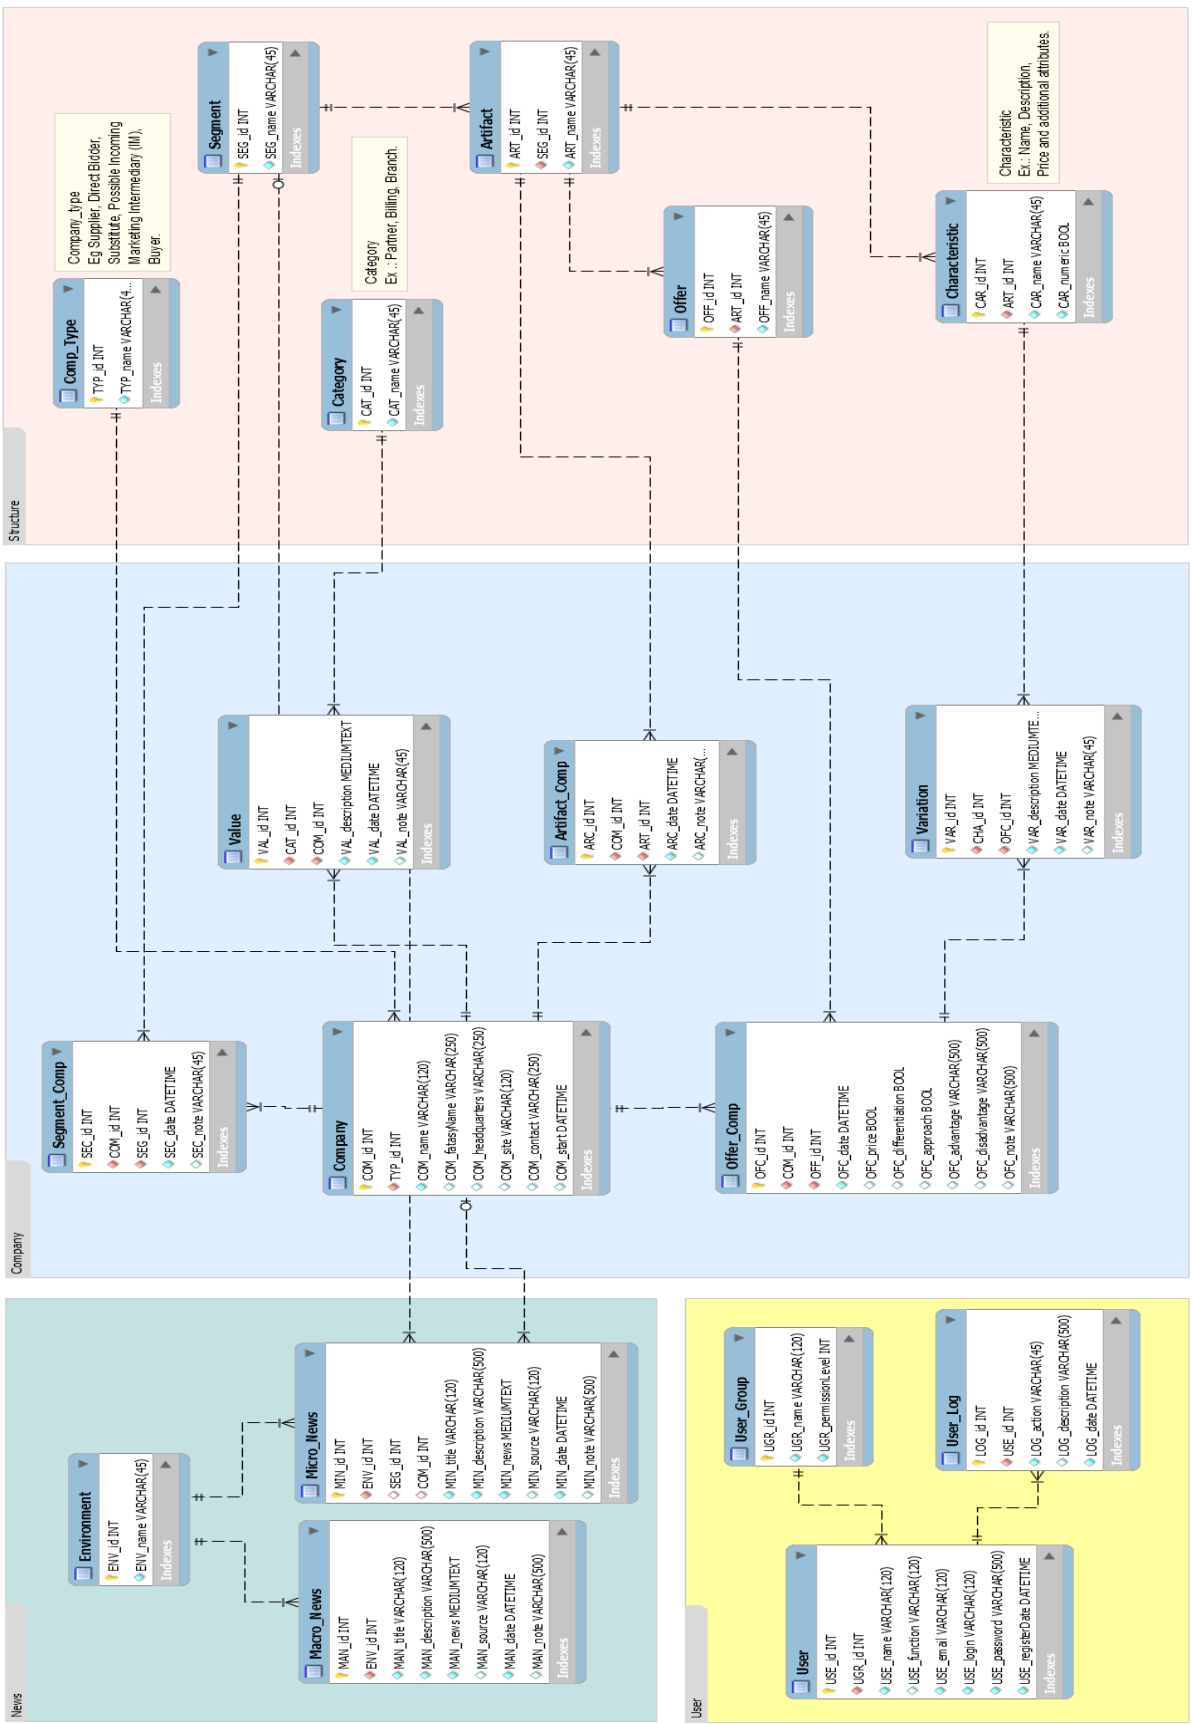 News
Environment
ENV_id INT
ENV_name VARCHAR(45)
Indexes
Macro_News
MAN_id INT
ENV_id INT
MAN_title VARCHAR(120)
MAN_description VARCHAR(500)
MAN_news MEDIUMTEXT
MAN_source VARCHAR(120)
MAN_date DATETIME
MAN_note VARCHAR(500)
Indexes
Micro_News
MIN_id INT
ENV_id INT
SEG_id INT
COM_id INT
MIN_title VARCHAR(120)
MIN_description VARCHAR(500)
MIN_news MEDIUMTEXT
MIN_source VARCHAR(120)
MIN_date DATETIME
MIN_note VARCHAR(500)
Indexes
User
User
USE_id INT
UGR_id INT
USE_name VARCHAR(120)
USE_function VARCHAR(120)
USE_email VARCHAR(120)
USE_login VARCHAR(120)
USE_password VARCHAR(500)
USE_registerDate DATETIME
Indexes
User_Group
UGR_id INT
UGR_name VARCHAR(120)
UGR_permissionLevel INT
Indexes
User_Log
LOG_id INT
USE_id INT
LOG_action VARCHAR(45)
LOG_description VARCHAR(500)
LOG_date DATETIME
Indexes
Company
Segment_Comp
SEC_id INT
COM_id INT
SEG_id INT
SEC_date DATETIME
SEC_note VARCHAR(45)
Indexes
Company
COM_id INT
TYP_id INT
COM_name VARCHAR(120)
COM_fatasyName VARCHAR(250)
COM_headquarters VARCHAR(250)
COM_site VARCHAR(120)
COM_contact VARCHAR(250)
COM_start DATETIME
Indexes
Offer_Comp
OFC_id INT
COM_id INT
OFF_id INT
OFC_date DATETIME
OFC_price BOOL
OFC_differentiation BOOL
OFC_approach BOOL
OFC_advantage VARCHAR(500)
OFC_disadvantage VARCHAR(500)
OFC_note VARCHAR(500)
Indexes
Value
VAL_id INT
CAT_id INT
COM_id INT
VAL_description MEDIUMTEXT
VAL_date DATETIME
VAL_note VARCHAR(45)
Indexes
Artifact_Comp
ARC_id INT
COM_id INT
ART_id INT
ARC_date DATETIME
ARC_note VARCHAR(...
Indexes
Variation
VAR_id INT
CHA_id INT
OFC_id INT
VAR_description MEDIUMTE...
VAR_date DATETIME
VAR_note VARCHAR(45)
Indexes
Structure
Comp_Type
TYP_id INT
TYP_name VARCHAR(4...
Indexes
Company_type
Eg Supplier, Direct Bidder,
Substitute, Possible Incoming
Marketing Intermediary (IM),
Buyer.
Segment
SEG_id INT
SEG_name VARCHAR(45)
Indexes
Category
CAT_id INT
CAT_name VARCHAR(45)
Indexes
Category
Ex .: Partner, Billing, Branch.
Artifact
ART_id INT
SEG_id INT
ART_name VARCHAR(45)
Indexes
Offer
OFF_id INT
ART_id INT
OFF_name VARCHAR(45)
Indexes
Characteristic
CAR_id INT
ART_id INT
CAR_name VARCHAR(45)
CAR_numeric BOOL
Indexes
Characteristic
Ex.: Name, Description,
Price and additional attributes.